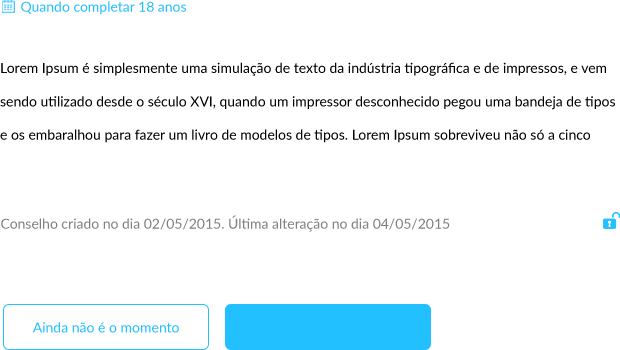 Quando completar 18 anos
Lorem Ipsum é simplesmente uma simulação de texto da indústria tipográfica e de impressos, e vem
sendo utilizado desde o século XVI, quando um impressor desconhecido pegou uma bandeja de tipos
e os embaralhou para fazer um livro de modelos de tipos. Lorem Ipsum sobreviveu não só a cinco
Conselho criado no dia 02/05/2015. Última alteração no dia 04/05/2015
Ainda não é o momento